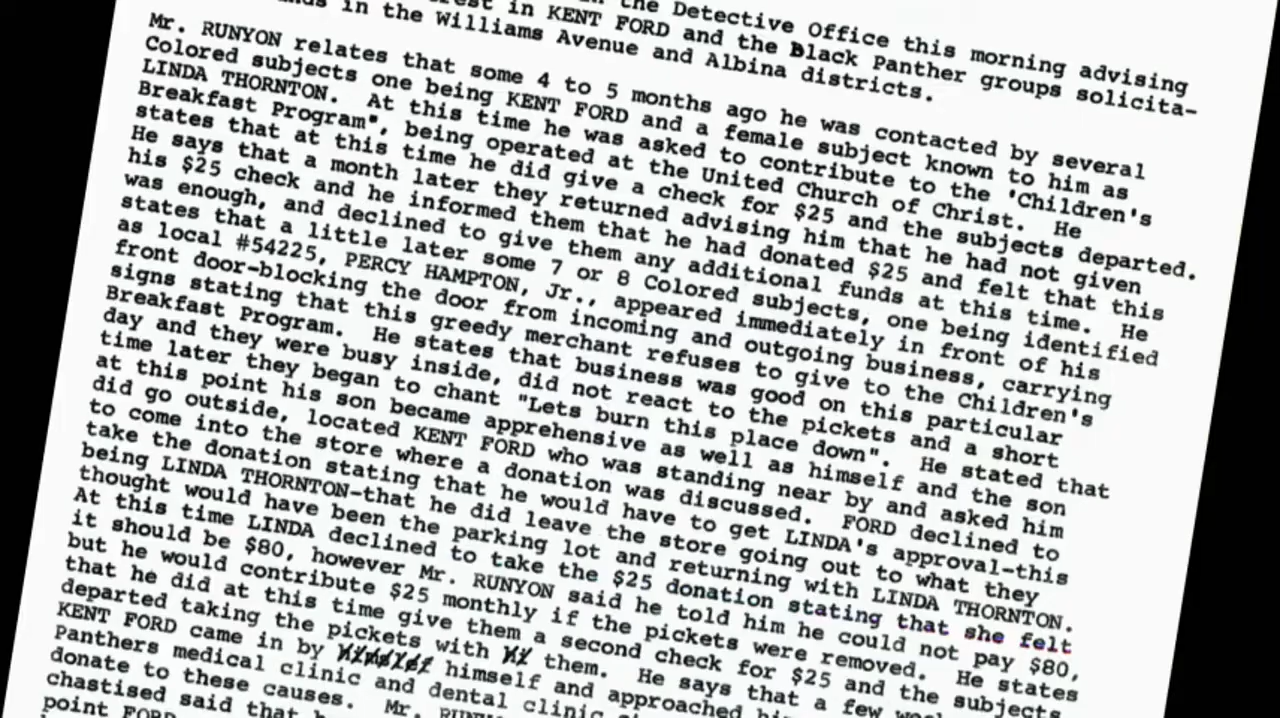 the Detective Office this morning advising
in KENT FORD and the Black Panther groups solicita-
in the Williams Avenue and Albina districts.
Mr. RUNYON relates that some 4 to 5 months ago he was contacted by several
Colored subjects one being KENT FORD and a female subject known to him as
LINDA THORNTON. At this time he was asked to contribute to the 'Children's
Breakfast Program", being operated at the United Church of Christ. He
states that at this time he did give a check for $25 and the subjects departed.
He says that a month later they returned advising him that he had not given
his $25 check and he informed them that he had donated $25 and felt that this
was enough, and declined to give them any additional funds at this time. He
states that a little later some 7 or 8 Colored subjects, one being identified
as local #54225, PERCY HAMPTON, Jr., appeared immediately in front of his
front door-blocking the door from incoming and outgoing business, carrying
signs stating that this greedy merchant refuses to give to the Children's
Breakfast Program. He states that business was good on this particular
day and they were busy inside, did not react to the pickets and a short
time later they began to chant "Lets burn this place down". He stated that
at this point his son became apprehensive as well as himself and the son
did go outside, located KENT FORD who was standing near by and asked him
to come into the store where a donation was discussed. FORD declined to
take the donation stating that he would have to get LINDA's approval-this
being LINDA THORNTON-that he did leave the store going out to what they
thought would have been the parking lot and returning with LINDA THORNTON.
At this time LINDA declined to take the $25 donation stating that she felt
it should be $80, however Mr. RUNYON said he told him he could not pay $80,
but he would contribute $25 monthly if the pickets were removed. He states
that he did at this time give them a second check for $25 and the subjects
departed taking the pickets with them. He says that a few
KENT FORD came in by himself and approached
Panthers medical clinic and dental clinic
donate to these causes. Mr.
chastised said that
point FORD